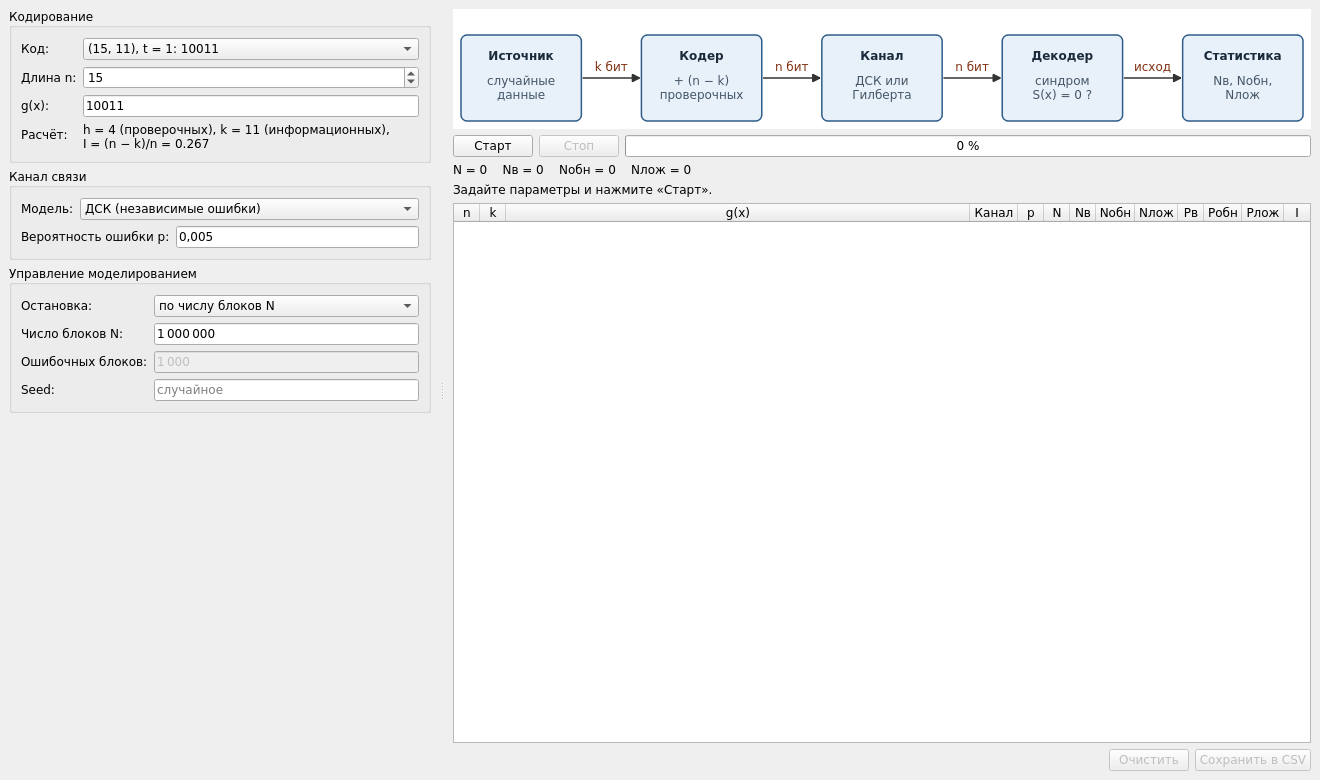 Кодирование
Код: (15, 11), t = 1: 10011
Длина n: 15
g(x): 10011
Расчёт: h = 4 (проверочных), k = 11 (информационных),
I = (n − k)/n = 0.267
Канал связи
Модель: ДСК (независимые ошибки)
Вероятность ошибки p: 0,005
Управление моделированием
Остановка: по числу блоков N
Число блоков N: 1 000 000
Ошибочных блоков: 1 000
Seed: случайное
Источник
случайные
данные
k бит
Кодер
+ (n − k)
проверочных
n бит
Канал
ДСК или
Гилберта
n бит
Декодер
синдром
S(x) = 0 ?
исход
Статистика
Nв, Nобн,
Nлож
Старт Стоп 0 %
N = 0 Nв = 0 Nобн = 0 Nлож = 0
Задайте параметры и нажмите «Старт».
n k g(x) Канал p N Nв Nобн Nлож Pв Pобн Pлож I
Очистить Сохранить в CSV